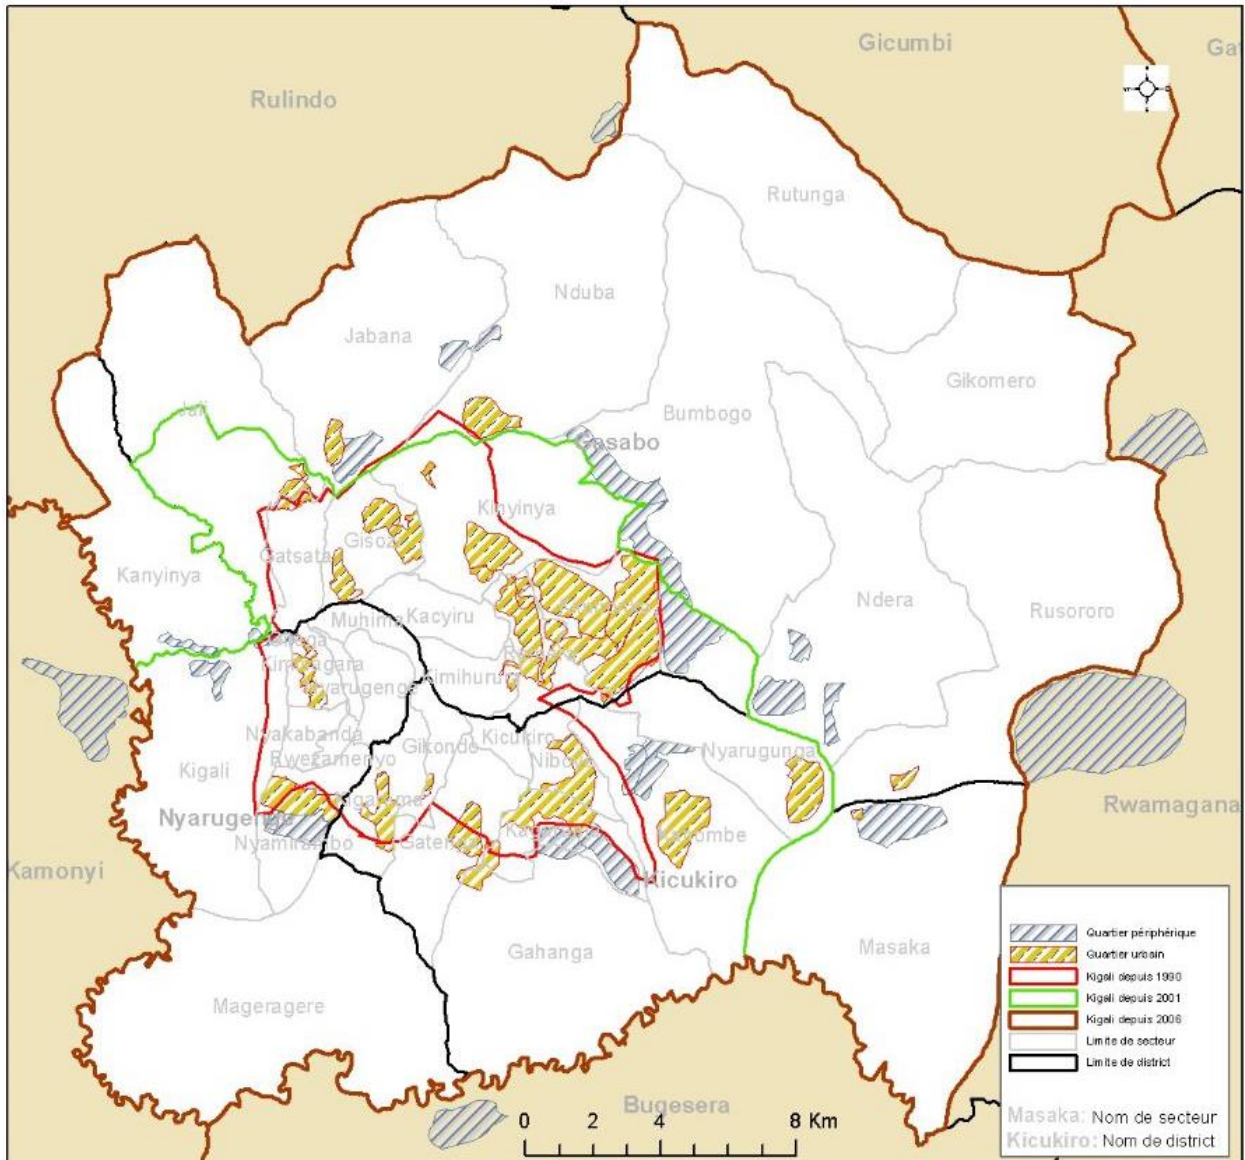 Gicumbi
Rulindo
Rutunga
Nduba
Jabana
Gikomero
Jali
Bumbogo
Gasabo
Kinyinya
Gisozi
Gatsata
Kanyinya
Ndera
Rusororo
Muhima
Kacyiru
Nyarugenge
Kimihurura
Nyakabanda
Rwezamenyo
Gikondo
Kicukiro
Nyarugunga
Kigali
Rwamagana
Nyarugenge
Nyamirambo
Gatenga
Kamonyi
Kicukiro
Gahanga
Masaka
Mageragere
Bugesera
0 2 4 8 Km
Quartier périphérique
Quartier urbain
Kigali depuis 1990
Kigali depuis 2001
Kigali depuis 2006
Limite de secteur
Limite de district
Masaka: Nom de secteur
Kicukiro: Nom de district